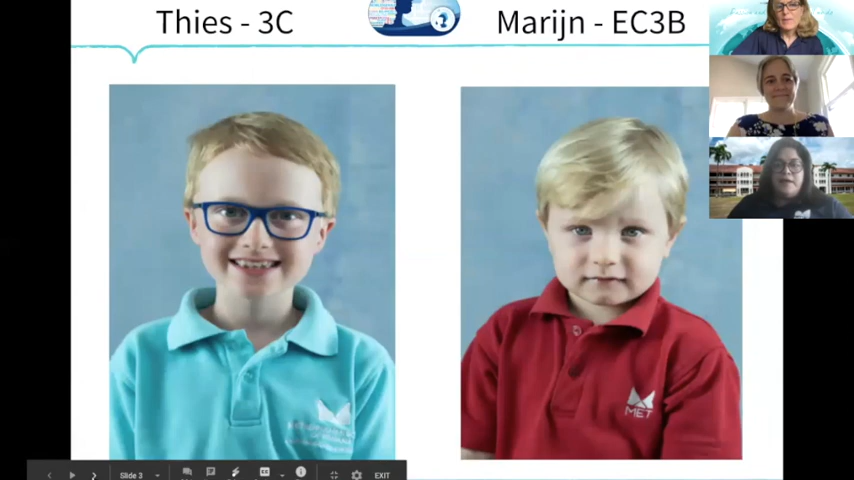 Thies - 3C
Marijn - EC3B
MET
Slide 3
EXIT